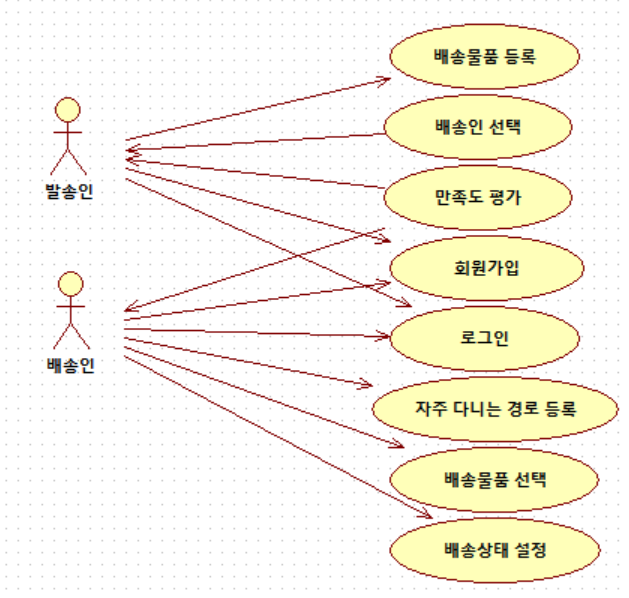 배송물품 등록
배송인 선택
발송인
만족도 평가
회원가입
로그인
배송인
자주 다니는 경로 등록
배송물품 선택
배송상태 설정